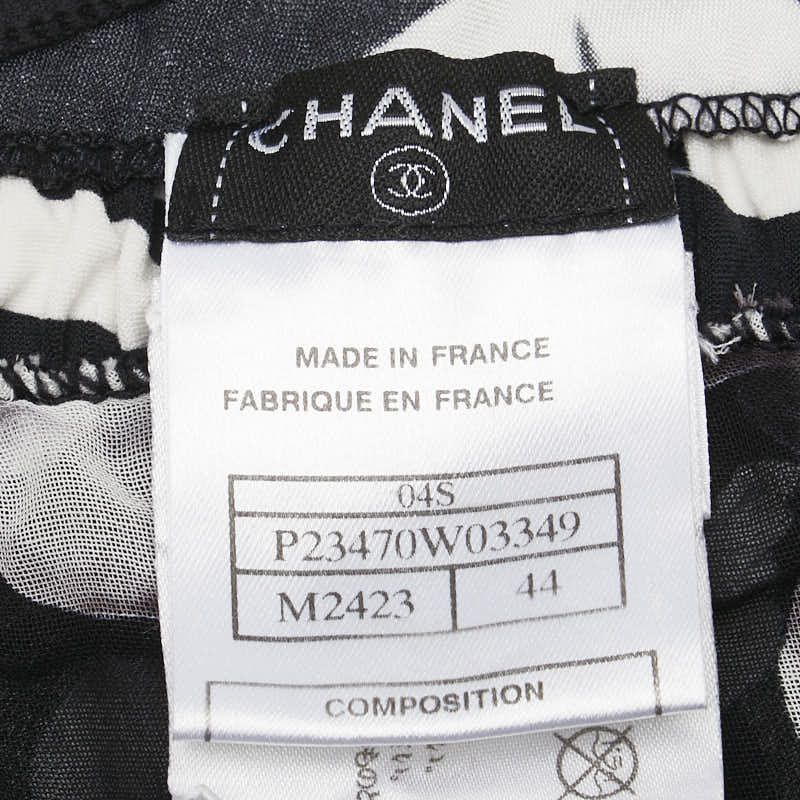 CHANEL
MADE IN FRANCE
FABRIQUE EN FRANCE
04S
P23470W03349
M2423 44
COMPOSITION